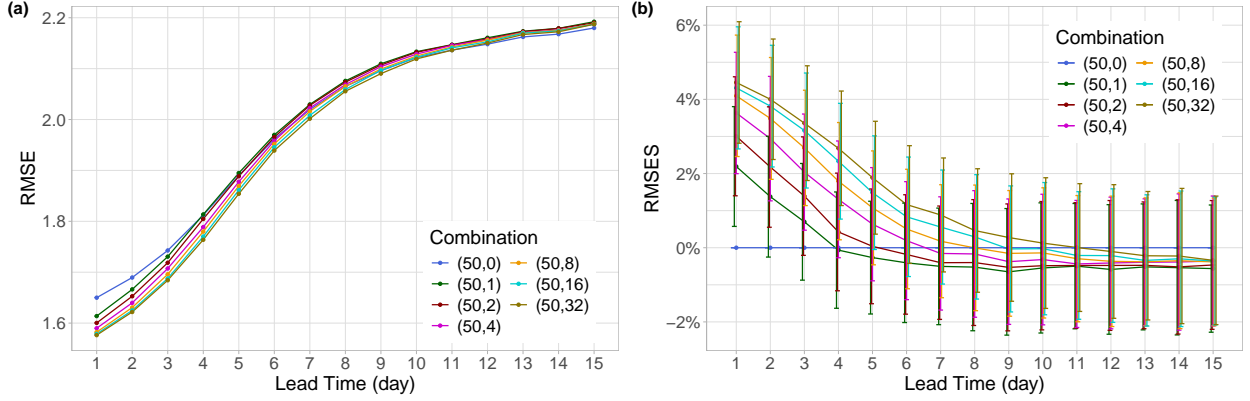 (a)
RMSE
2.2
2.0
1.8
1.6
1 2 3 4 5 6 7 8 9 10 11 12 13 14 15
Lead Time (day)
Combination
(50,0) (50,8)
(50,1) (50,16)
(50,2) (50,32)
(50,4)
(b)
RMSES
6%
4%
2%
0%
−2%
1 2 3 4 5 6 7 8 9 10 11 12 13 14 15
Lead Time (day)
Combination
(50,0) (50,8)
(50,1) (50,16)
(50,2) (50,32)
(50,4)